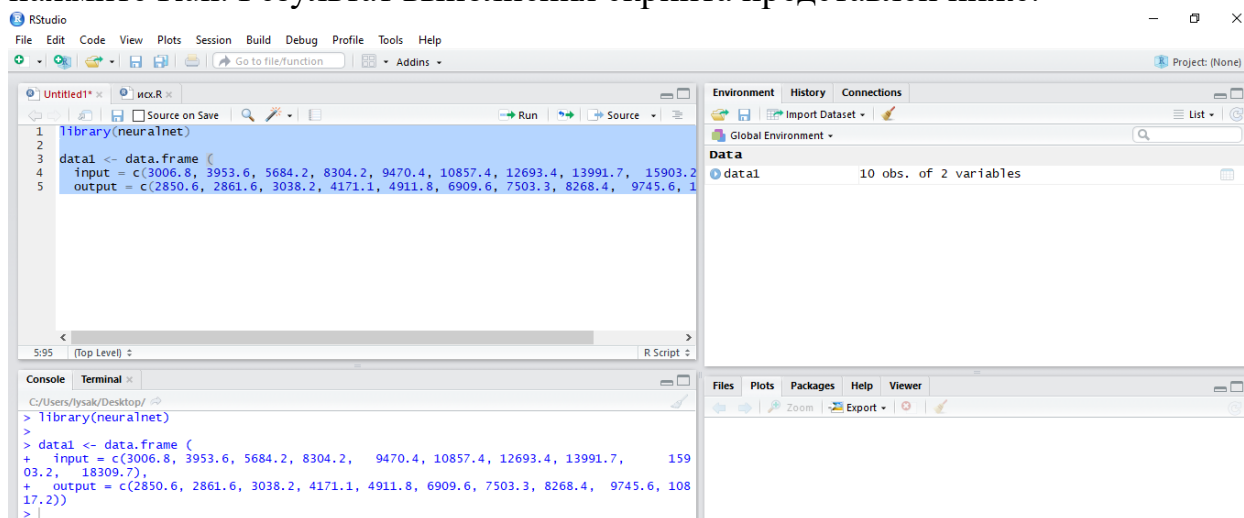 RStudio
File Edit Code View Plots Session Build Debug Profile Tools Help
Go to file/function Addins
Project: (None)
Untitled1* исх.R
Source on Save Run Source
1 library(neuralnet)
2
3 data1 <- data.frame (
4 input = c(3006.8, 3953.6, 5684.2, 8304.2, 9470.4, 10857.4, 12693.4, 13991.7, 15903.2
5 output = c(2850.6, 2861.6, 3038.2, 4171.1, 4911.8, 6909.6, 7503.3, 8268.4, 9745.6, 1
5:95 (Top Level) R Script
Console Terminal
C:/Users/lysak/Desktop/
> library(neuralnet)
>
> data1 <- data.frame (
+ input = c(3006.8, 3953.6, 5684.2, 8304.2, 9470.4, 10857.4, 12693.4, 13991.7, 159
03.2, 18309.7),
+ output = c(2850.6, 2861.6, 3038.2, 4171.1, 4911.8, 6909.6, 7503.3, 8268.4, 9745.6, 108
17.2))
>
Environment History Connections
Import Dataset List
Global Environment
Data
data1 10 obs. of 2 variables
Files Plots Packages Help Viewer
Zoom Export